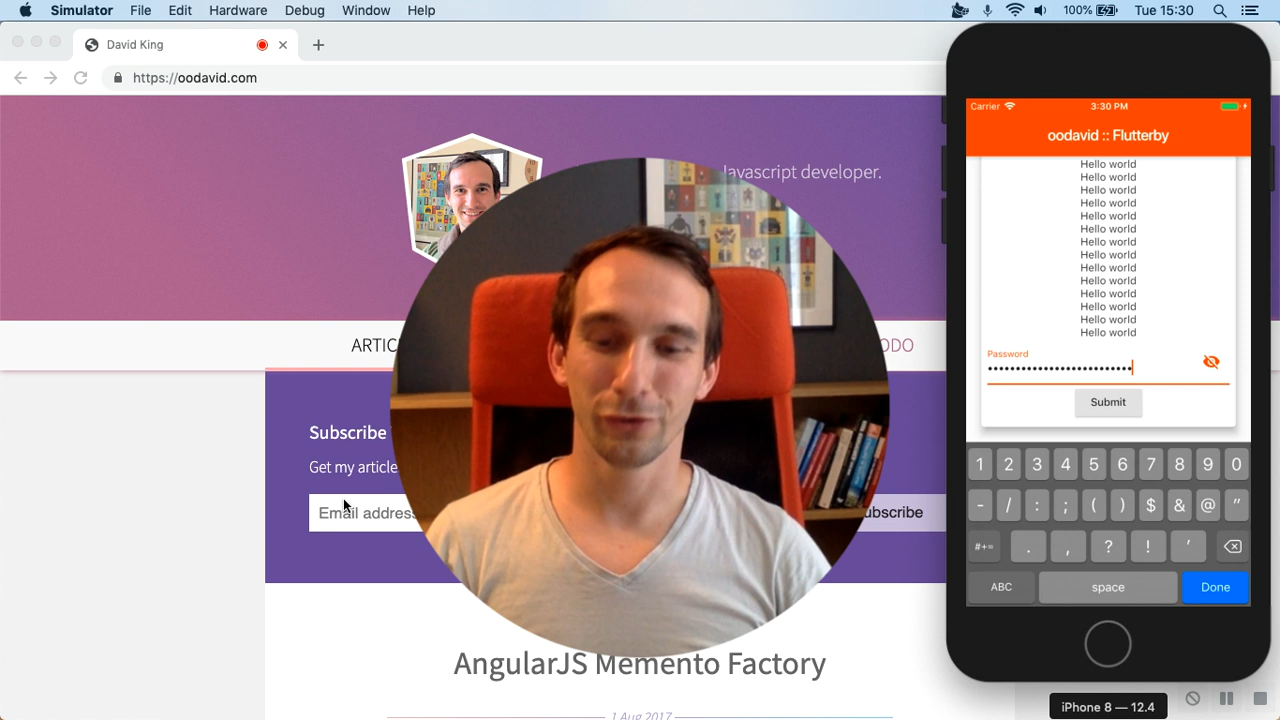 Simulator File Edit Hardware Debug Window Help 100% Tue 15:30
David King
https://oodavid.com
Javascript developer.
ARTIC ODO
Subscribe
Get my article
Email address
ubscribe
AngularJS Memento Factory
1 Aug 2017
Carrier 3:30 PM
oodavid :: Flutterby
Hello world
Hello world
Hello world
Hello world
Hello world
Hello world
Hello world
Hello world
Hello world
Hello world
Hello world
Hello world
Hello world
Hello world
Password
••••••••••••••••••••••••••
Submit
1 2 3 4 5 6 7 8 9 0
- / : ; ( ) $ & @ "
#+= . , ? ! '
ABC space Done
iPhone 8 — 12.4